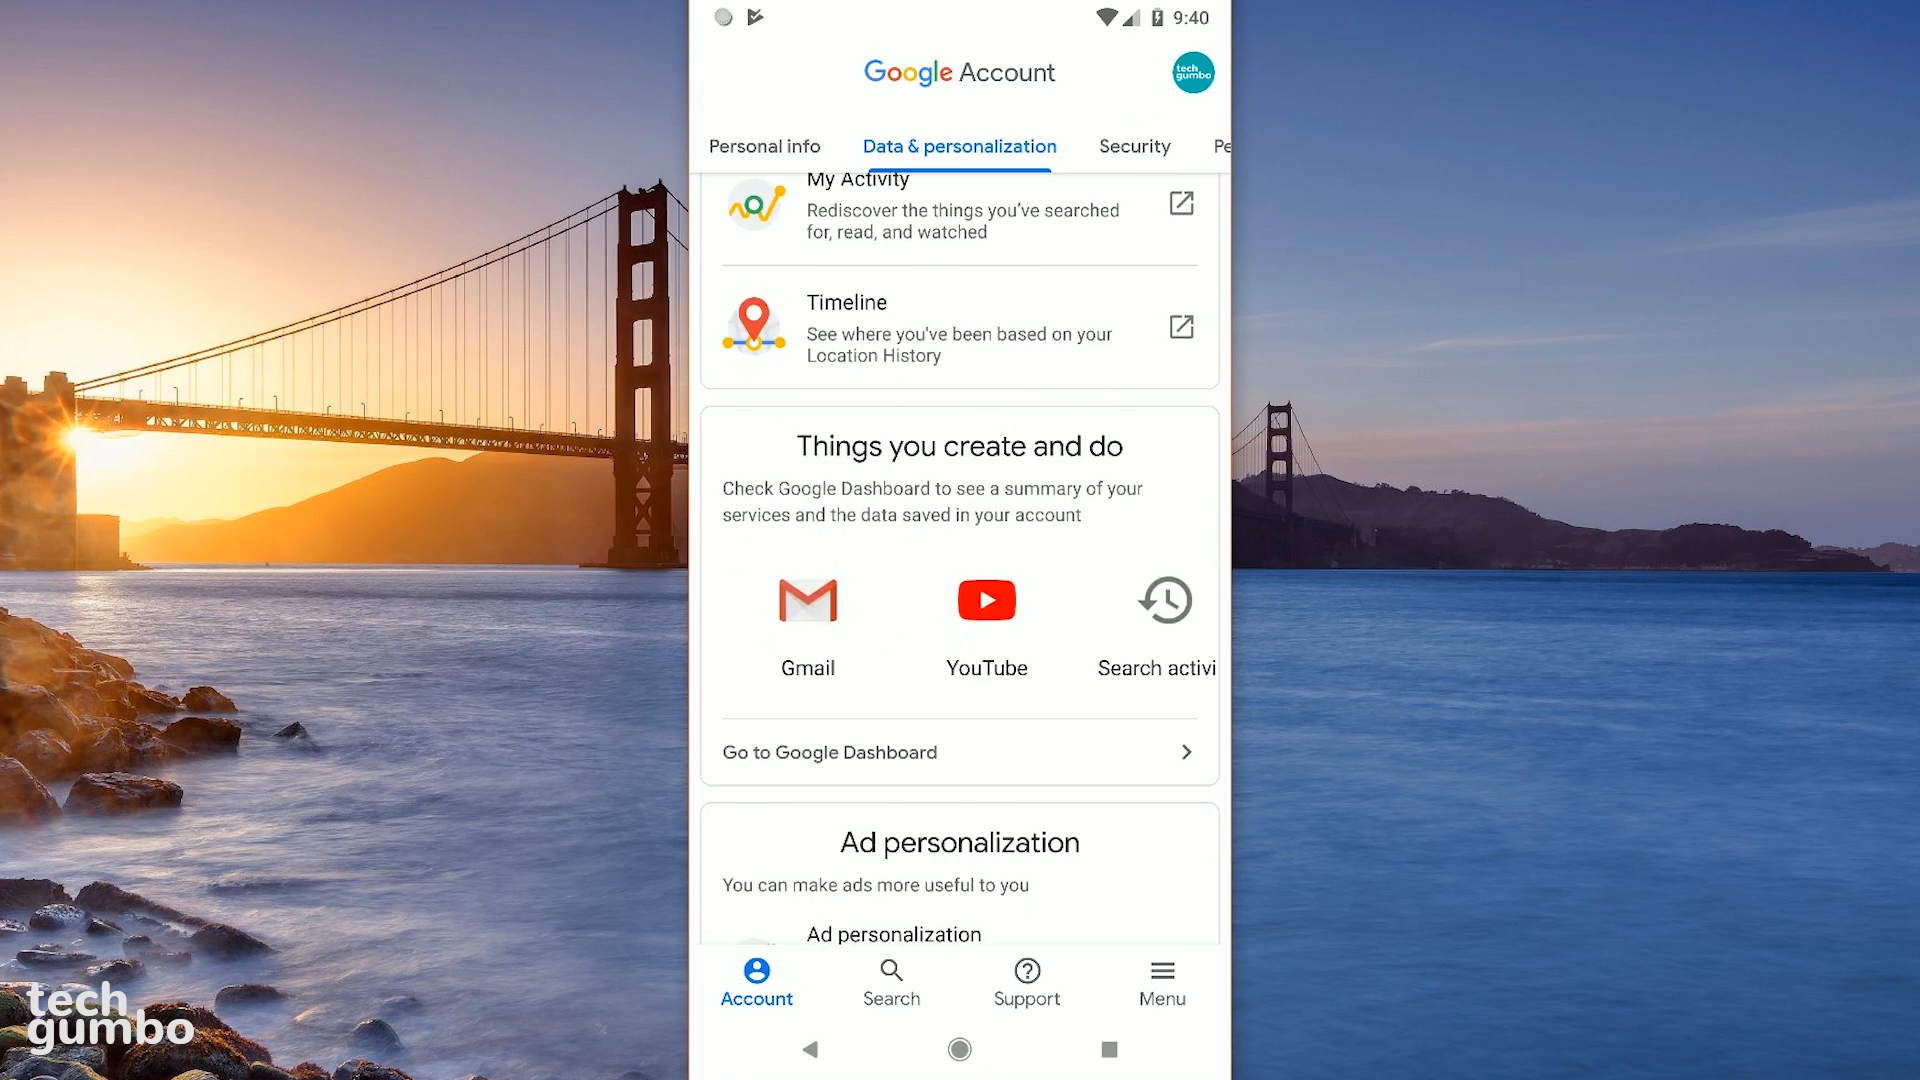 9:40
Google Account
tech
gumbo
Personal info
Data & personalization
Security
Pe
My Activity
Rediscover the things you've searched
for, read, and watched
Timeline
See where you've been based on your
Location History
Things you create and do
Check Google Dashboard to see a summary of your
services and the data saved in your account
Gmail
YouTube
Search activi
Go to Google Dashboard
Ad personalization
You can make ads more useful to you
Ad personalization
Account
Search
Support
Menu
tech
gumbo